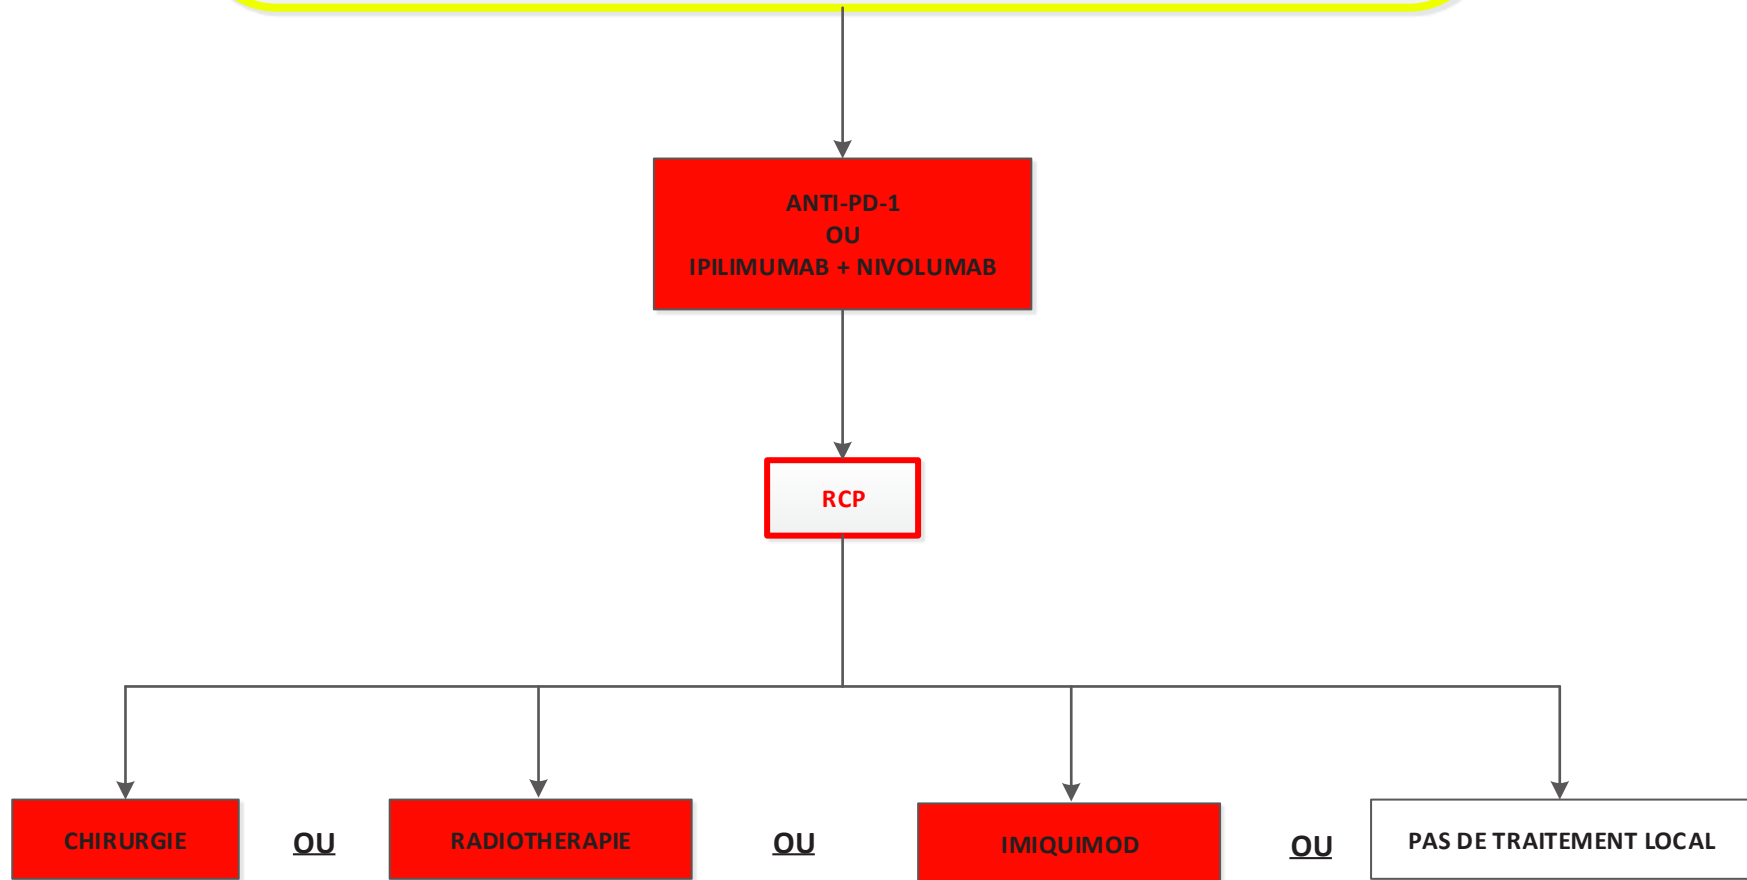 ANTI-PD-1
OU
IPILIMUMAB + NIVOLUMAB
RCP
CHIRURGIE
OU
RADIOTHERAPIE
OU
IMIQUIMOD
OU
PAS DE TRAITEMENT LOCAL